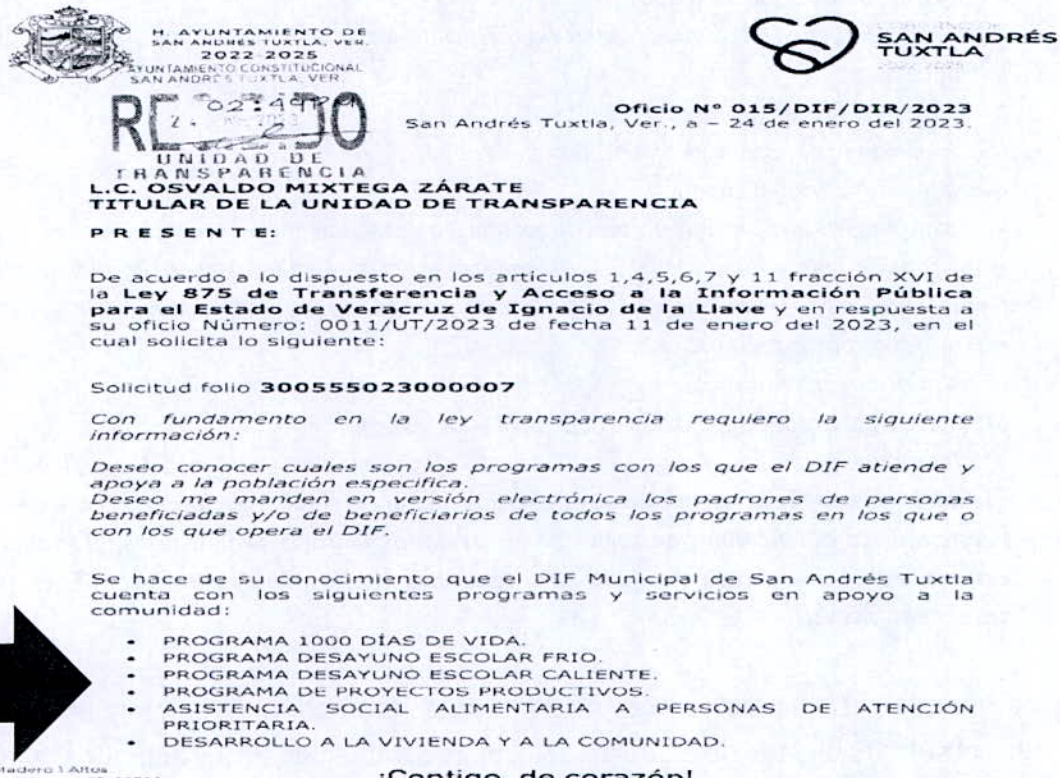 H. AYUNTAMIENTO DE
SAN ANDRES TUXTLA, VER.
2022-2025
AYUNTAMIENTO CONSTITUCIONAL
SAN ANDRES TUXTLA, VER.
SAN ANDRÉS
TUXTLA
2022-2025
UNIDAD DE
TRANSPARENCIA
Oficio N° 015/DIF/DIR/2023
San Andrés Tuxtla, Ver., a – 24 de enero del 2023.
L.C. OSVALDO MIXTEGA ZÁRATE
TITULAR DE LA UNIDAD DE TRANSPARENCIA
P R E S E N T E:
De acuerdo a lo dispuesto en los artículos 1,4,5,6,7 y 11 fracción XVI de
la Ley 875 de Transferencia y Acceso a la Información Pública
para el Estado de Veracruz de Ignacio de la Llave y en respuesta a
su oficio Número: 0011/UT/2023 de fecha 11 de enero del 2023, en el
cual solicita lo siguiente:
Solicitud folio 300555023000007
Con fundamento en la ley transparencia requiero la siguiente
información:
Deseo conocer cuales son los programas con los que el DIF atiende y
apoya a la población especifica.
Deseo me manden en versión electrónica los padrones de personas
beneficiadas y/o de beneficiarios de todos los programas en los que o
con los que opera el DIF.
Se hace de su conocimiento que el DIF Municipal de San Andrés Tuxtla
cuenta con los siguientes programas y servicios en apoyo a la
comunidad:
• PROGRAMA 1000 DÍAS DE VIDA.
• PROGRAMA DESAYUNO ESCOLAR FRIO.
• PROGRAMA DESAYUNO ESCOLAR CALIENTE.
• PROGRAMA DE PROYECTOS PRODUCTIVOS.
• ASISTENCIA SOCIAL ALIMENTARIA A PERSONAS DE ATENCIÓN
PRIORITARIA.
• DESARROLLO A LA VIVIENDA Y A LA COMUNIDAD.
Madero 1 Altos
¡Contigo, de corazón!